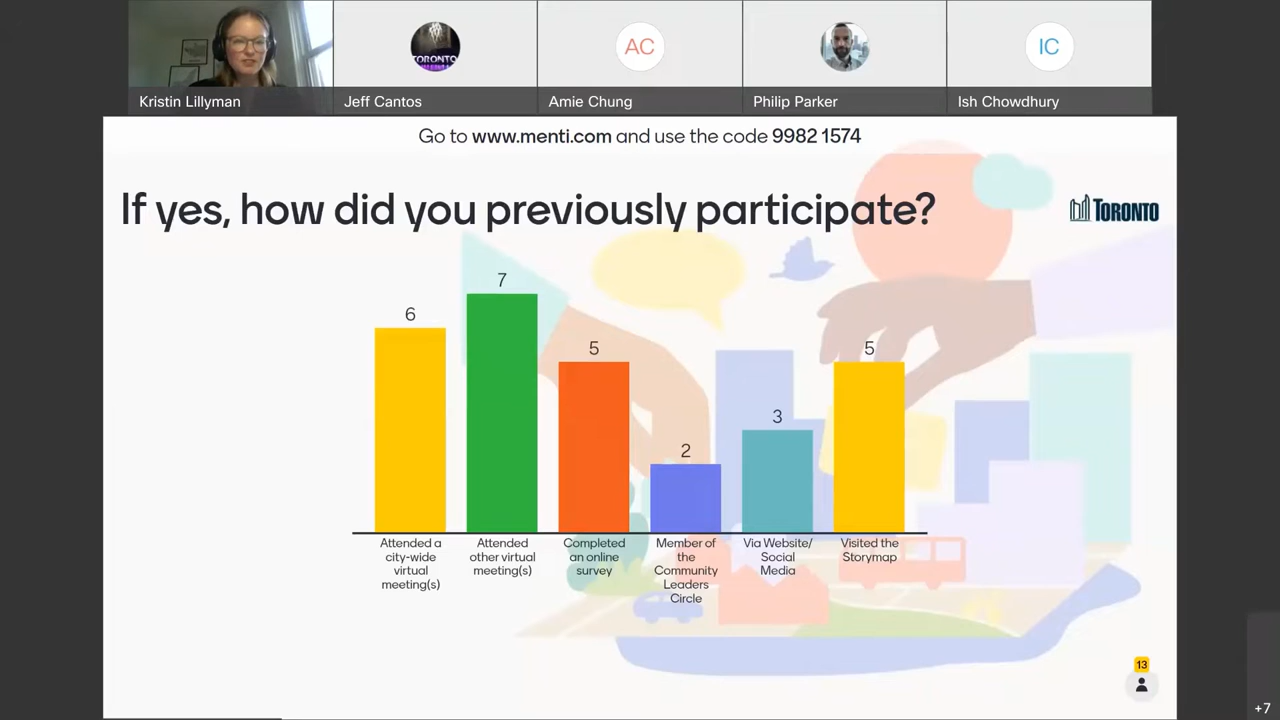 TORONTO
AC
IC
Kristin Lillyman
Jeff Cantos
Amie Chung
Philip Parker
Ish Chowdhury
Go to www.menti.com and use the code 9982 1574
If yes, how did you previously participate?
TORONTO
6
7
5
2
3
5
Attended a
city-wide
virtual
meeting(s)
Attended
other virtual
meeting(s)
Completed
an online
survey
Member of
the
Community
Leaders
Circle
Via Website/
Social
Media
Visited the
Storymap
13
+7